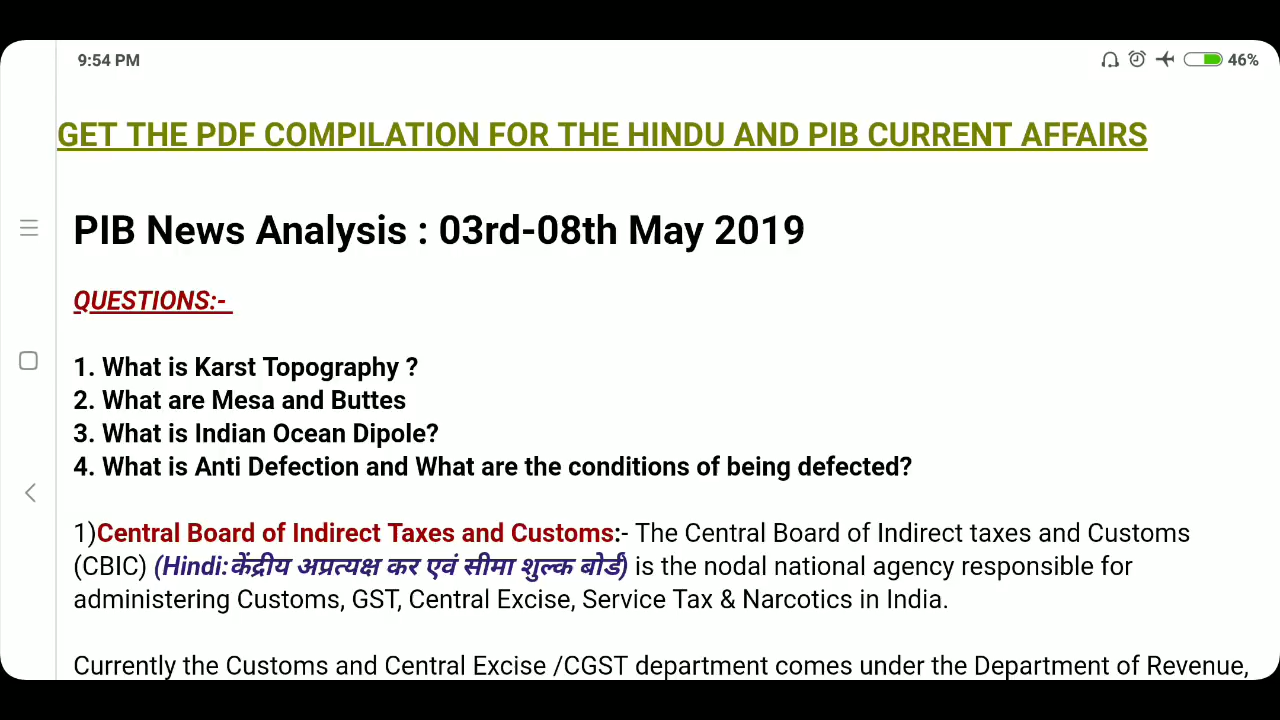 9:54 PM
46%
GET THE PDF COMPILATION FOR THE HINDU AND PIB CURRENT AFFAIRS
PIB News Analysis : 03rd-08th May 2019
QUESTIONS:-
1. What is Karst Topography ?
2. What are Mesa and Buttes
3. What is Indian Ocean Dipole?
4. What is Anti Defection and What are the conditions of being defected?
1)Central Board of Indirect Taxes and Customs:- The Central Board of Indirect taxes and Customs
(CBIC) (Hindi:केंद्रीय अप्रत्यक्ष कर एवं सीमा शुल्क बोर्ड) is the nodal national agency responsible for
administering Customs, GST, Central Excise, Service Tax & Narcotics in India.
Currently the Customs and Central Excise /CGST department comes under the Department of Revenue,